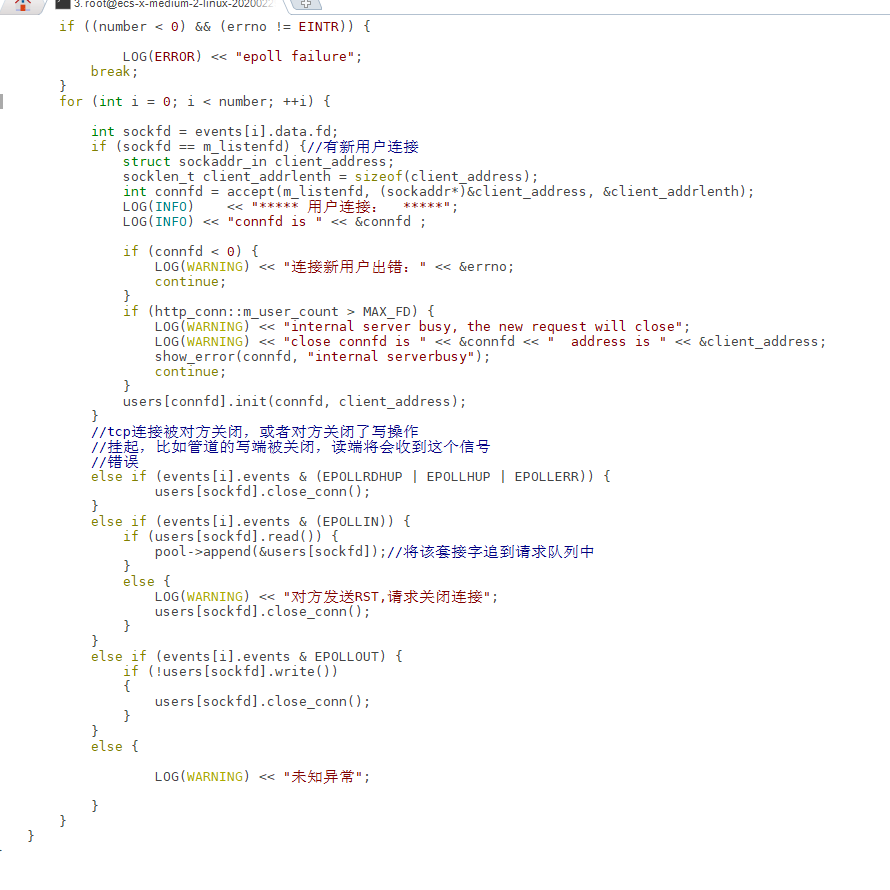 3. root@ecs-x-medium-2-linux-2020022
if ((number < 0) && (errno != EINTR)) {
LOG(ERROR) << "epoll failure";
break;
}
for (int i = 0; i < number; ++i) {
int sockfd = events[i].data.fd;
if (sockfd == m_listenfd) {//有新用户连接
struct sockaddr_in client_address;
socklen_t client_addrlenth = sizeof(client_address);
int connfd = accept(m_listenfd, (sockaddr*)&client_address, &client_addrlenth);
LOG(INFO)    << "***** 用户连接：  *****";
LOG(INFO) << "connfd is " << &connfd ;
if (connfd < 0) {
LOG(WARNING) << "连接新用户出错：" << &errno;
continue;
}
if (http_conn::m_user_count > MAX_FD) {
LOG(WARNING) << "internal server busy, the new request will close";
LOG(WARNING) << "close connfd is " << &connfd << "  address is " << &client_address;
show_error(connfd, "internal serverbusy");
continue;
}
users[connfd].init(connfd, client_address);
}
//tcp连接被对方关闭，或者对方关闭了写操作
//挂起，比如管道的写端被关闭，读端将会收到这个信号
//错误
else if (events[i].events & (EPOLLRDHUP | EPOLLHUP | EPOLLERR)) {
users[sockfd].close_conn();
}
else if (events[i].events & (EPOLLIN)) {
if (users[sockfd].read()) {
pool->append(&users[sockfd]);//将该套接字追到请求队列中
}
else {
LOG(WARNING) << "对方发送RST,请求关闭连接";
users[sockfd].close_conn();
}
}
else if (events[i].events & EPOLLOUT) {
if (!users[sockfd].write())
{
users[sockfd].close_conn();
}
}
else {
LOG(WARNING) << "未知异常";
}
}
}